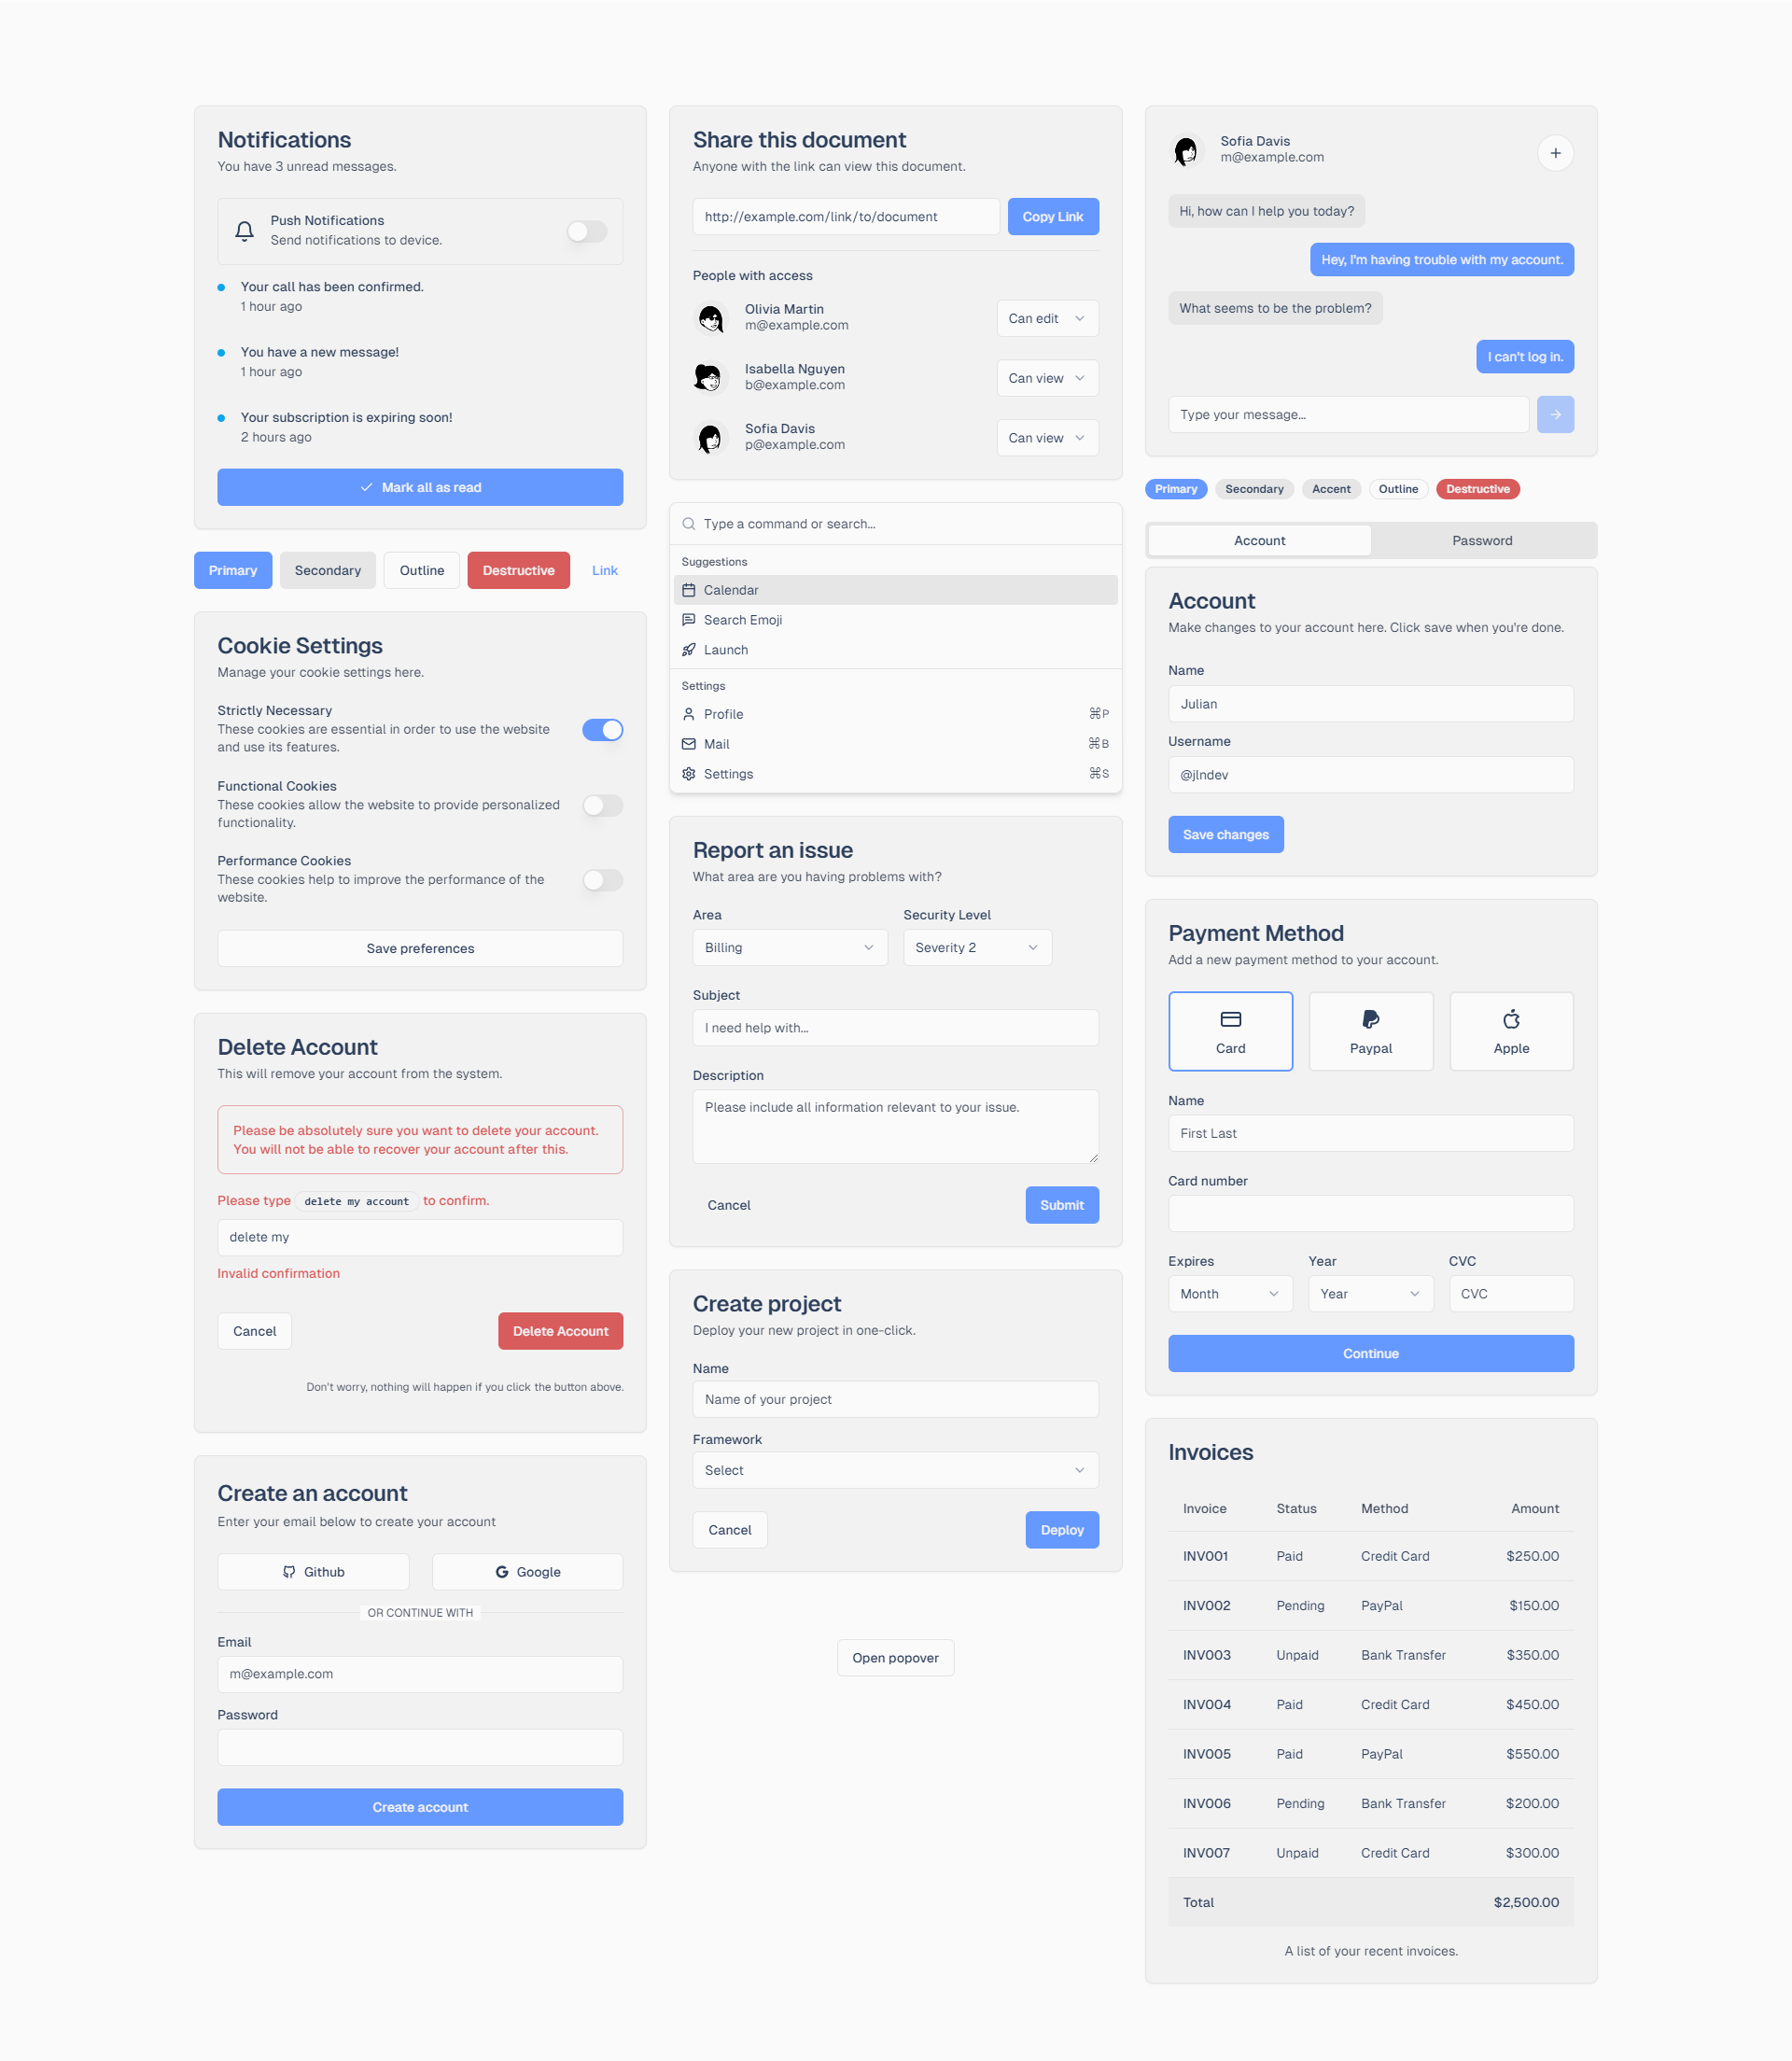 Notifications
You have 3 unread messages.
Push Notifications
Send notifications to device.
Your call has been confirmed.
1 hour ago
You have a new message!
1 hour ago
Your subscription is expiring soon!
2 hours ago
Mark all as read
Primary
Secondary
Outline
Destructive
Link
Cookie Settings
Manage your cookie settings here.
Strictly Necessary
These cookies are essential in order to use the website
and use its features.
Functional Cookies
These cookies allow the website to provide personalized
functionality.
Performance Cookies
These cookies help to improve the performance of the
website.
Save preferences
Delete Account
This will remove your account from the system.
Please be absolutely sure you want to delete your account.
You will not be able to recover your account after this.
Please type delete my account to confirm.
delete my
Invalid confirmation
Cancel
Delete Account
Don't worry, nothing will happen if you click the button above.
Create an account
Enter your email below to create your account
Github
Google
OR CONTINUE WITH
Email
m@example.com
Password
Create account
Share this document
Anyone with the link can view this document.
http://example.com/link/to/document
Copy Link
People with access
Olivia Martin
m@example.com
Can edit
Isabella Nguyen
b@example.com
Can view
Sofia Davis
p@example.com
Can view
Type a command or search...
Suggestions
Calendar
Search Emoji
Launch
Settings
Profile ⌘P
Mail ⌘B
Settings ⌘S
Report an issue
What area are you having problems with?
Area
Billing
Security Level
Severity 2
Subject
I need help with...
Description
Please include all information relevant to your issue.
Cancel
Submit
Create project
Deploy your new project in one-click.
Name
Name of your project
Framework
Select
Cancel
Deploy
Open popover
Sofia Davis
m@example.com
Hi, how can I help you today?
Hey, I'm having trouble with my account.
What seems to be the problem?
I can't log in.
Type your message...
Primary
Secondary
Accent
Outline
Destructive
Account
Password
Account
Make changes to your account here. Click save when you're done.
Name
Julian
Username
@jlndev
Save changes
Payment Method
Add a new payment method to your account.
Card
Paypal
Apple
Name
First Last
Card number
Expires
Month
Year
Year
CVC
CVC
Continue
Invoices
Invoice Status Method Amount
INV001 Paid Credit Card $250.00
INV002 Pending PayPal $150.00
INV003 Unpaid Bank Transfer $350.00
INV004 Paid Credit Card $450.00
INV005 Paid PayPal $550.00
INV006 Pending Bank Transfer $200.00
INV007 Unpaid Credit Card $300.00
Total $2,500.00
A list of your recent invoices.